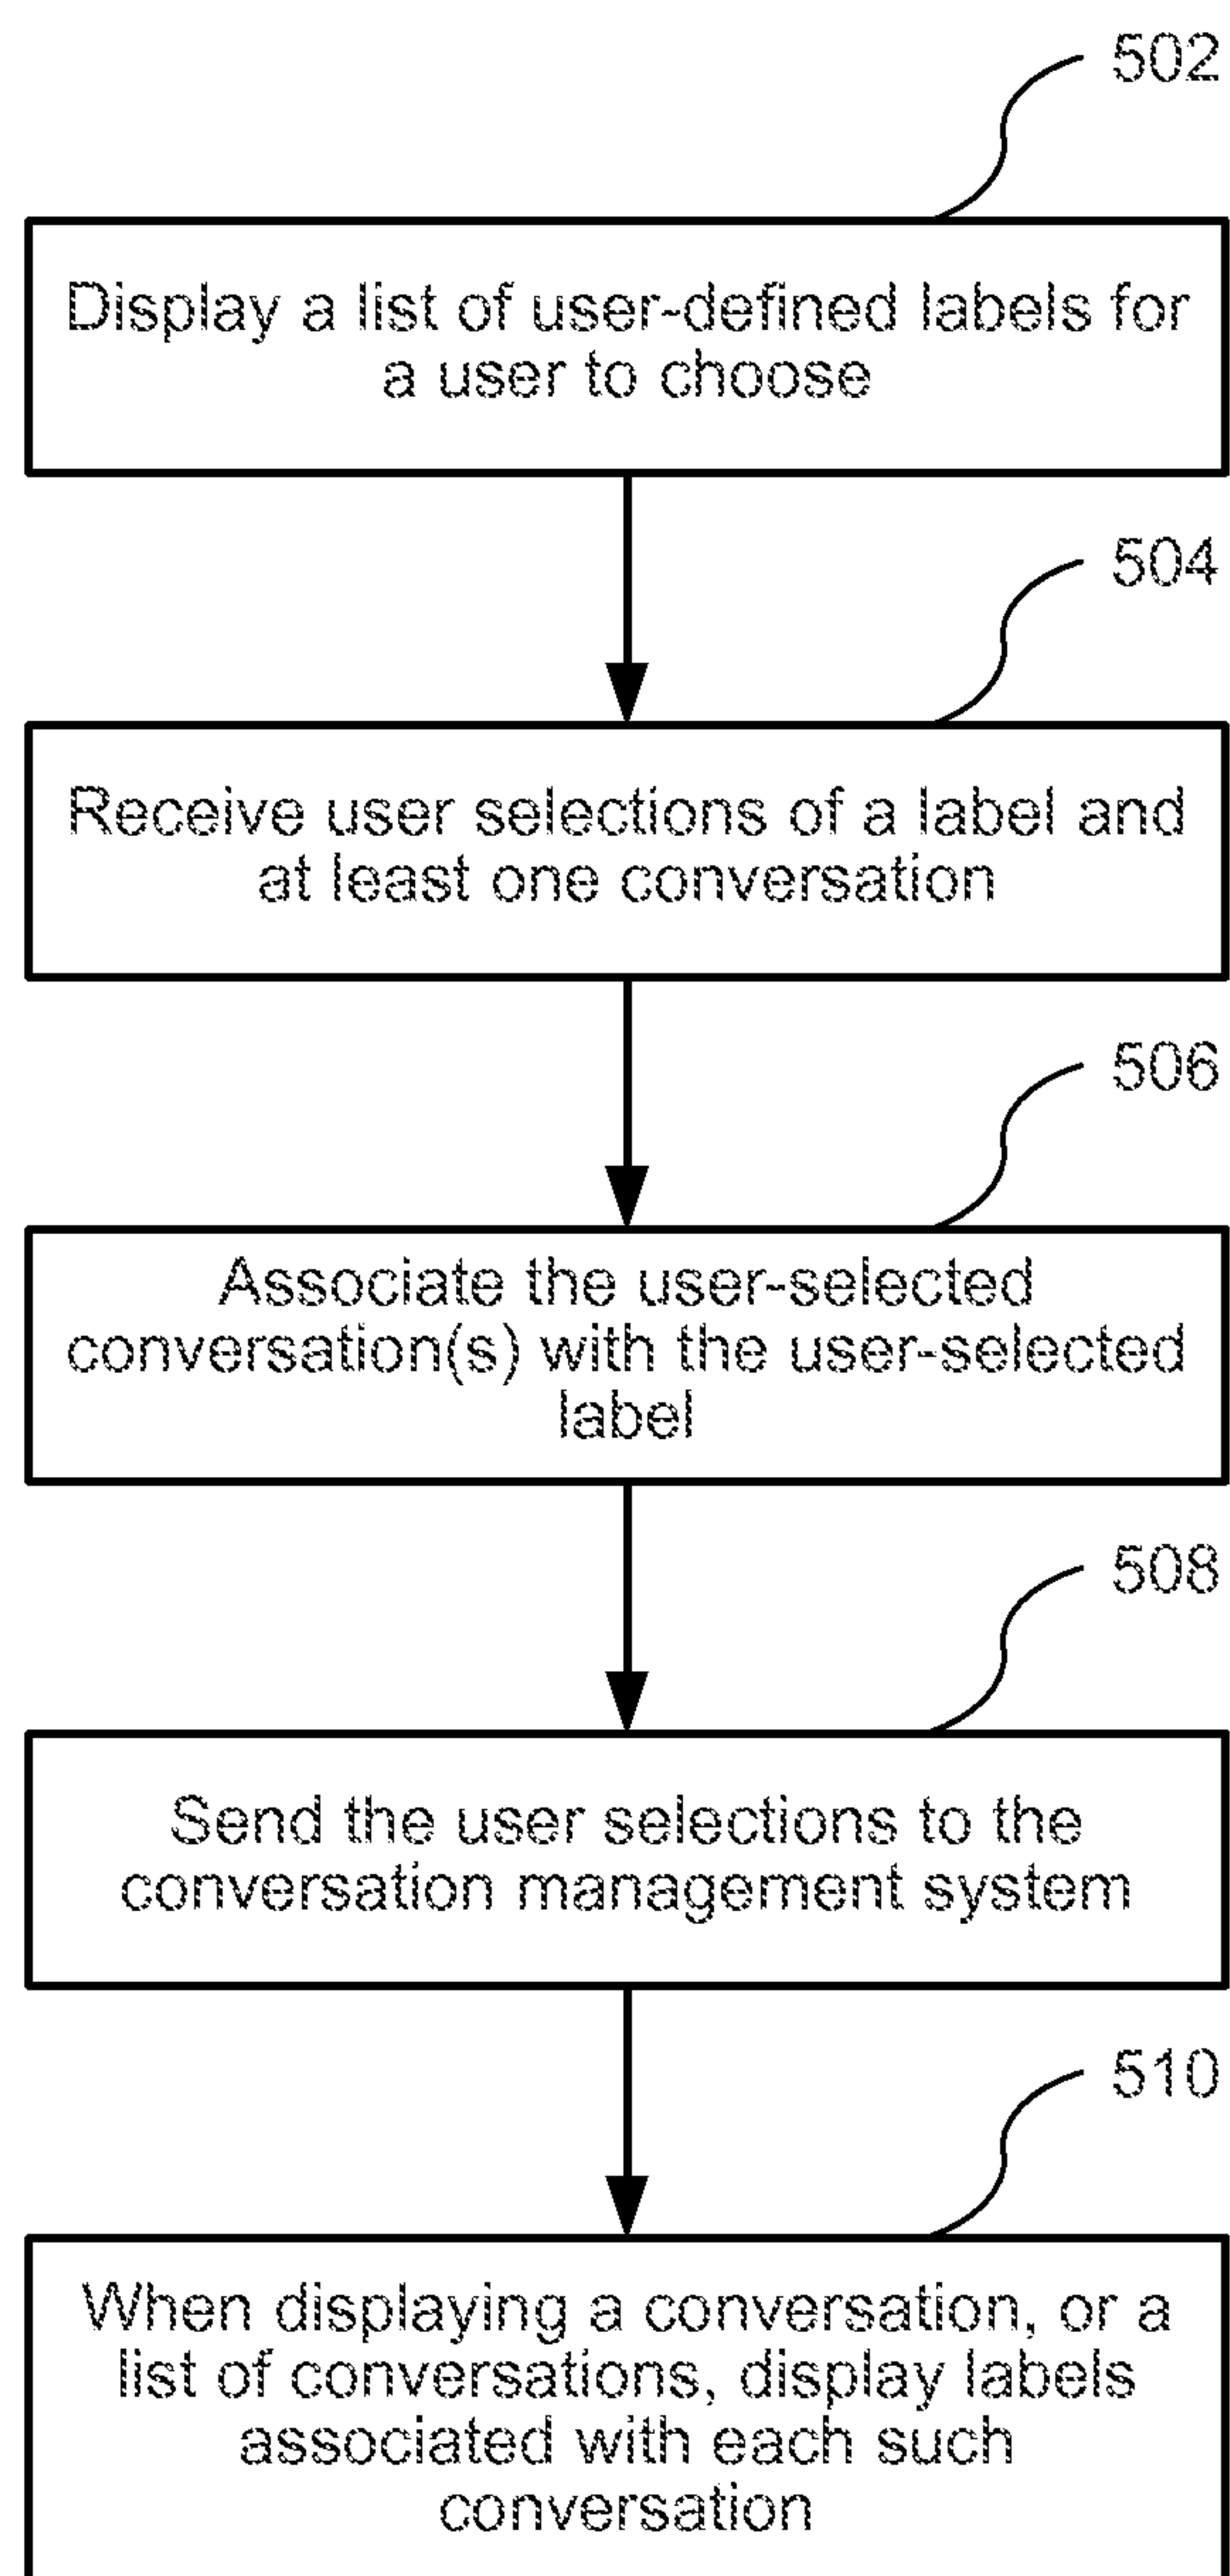 502
Display a list of user-defined labels for
a user to choose
504
Receive user selections of a label and
at least one conversation
506
Associate the user-selected
conversation(s) with the user-selected
label
508
Send the user selections to the
conversation management system
510
When displaying a conversation, or a
list of conversations, display labels
associated with each such
conversation